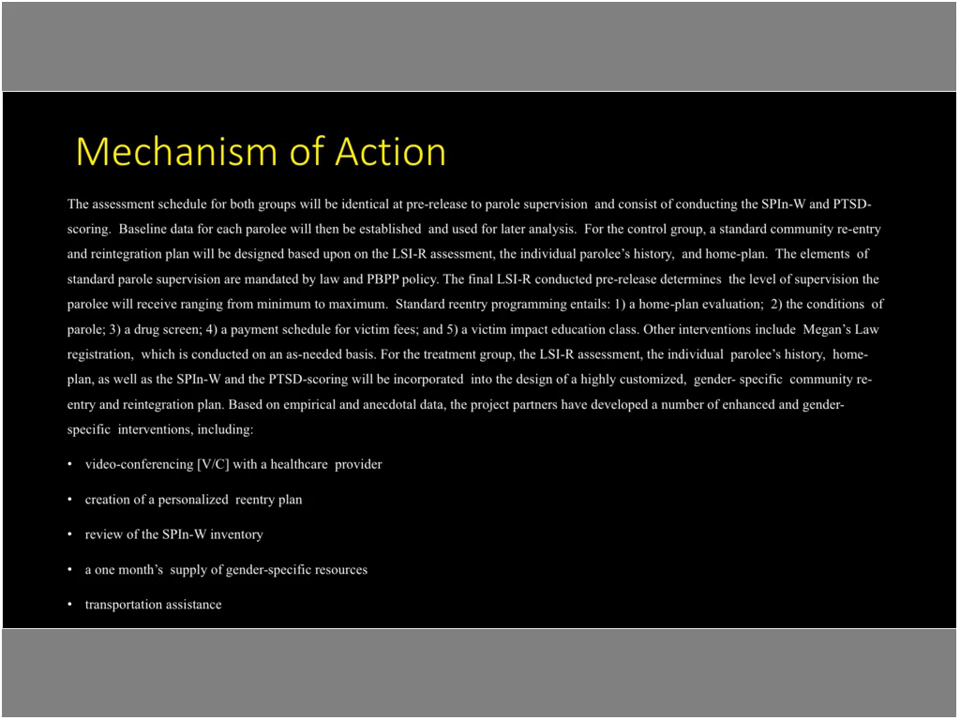 Mechanism of Action
The assessment schedule for both groups will be identical at pre-release to parole supervision and consist of conducting the SPIn-W and PTSD-
scoring. Baseline data for each parolee will then be established and used for later analysis. For the control group, a standard community re-entry
and reintegration plan will be designed based upon on the LSI-R assessment, the individual parolee's history, and home-plan. The elements of
standard parole supervision are mandated by law and PBPP policy. The final LSI-R conducted pre-release determines the level of supervision the
parolee will receive ranging from minimum to maximum. Standard reentry programming entails: 1) a home-plan evaluation; 2) the conditions of
parole; 3) a drug screen; 4) a payment schedule for victim fees; and 5) a victim impact education class. Other interventions include Megan's Law
registration, which is conducted on an as-needed basis. For the treatment group, the LSI-R assessment, the individual parolee's history, home-
plan, as well as the SPIn-W and the PTSD-scoring will be incorporated into the design of a highly customized, gender- specific community re-
entry and reintegration plan. Based on empirical and anecdotal data, the project partners have developed a number of enhanced and gender-
specific interventions, including:
• video-conferencing [V/C] with a healthcare provider
• creation of a personalized reentry plan
• review of the SPIn-W inventory
• a one month's supply of gender-specific resources
• transportation assistance